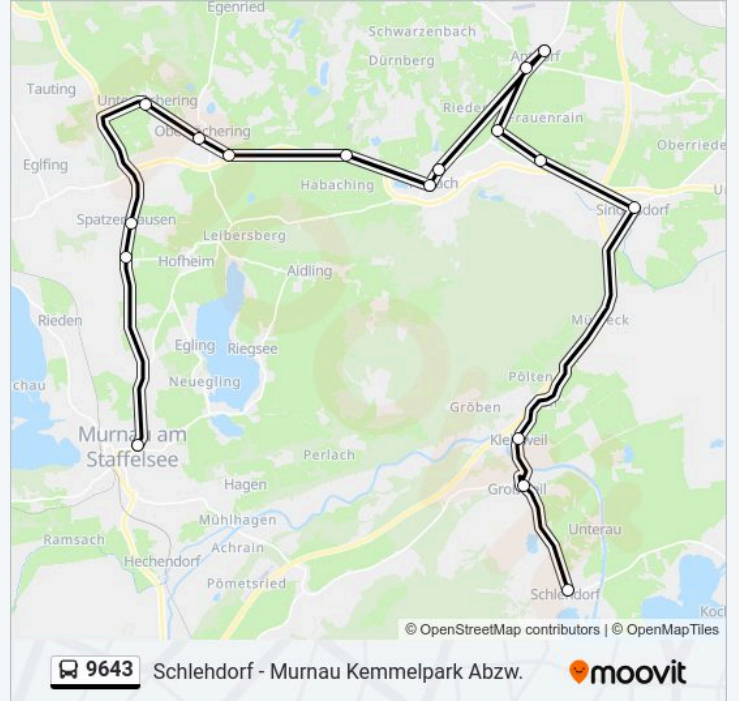 Egenried
Schwarzenbach
Dürnberg
Tauting
Frauenrain
Oberriede
Eglfing
Habaching
Spatzenhausen
Leibersberg
Hofheim
Aidling
Rieden
chau
Egling
Riegsee
Neuegling
Pölten
Gröben
Murnau am
Staffelsee
Perlach
Hagen
Mühlhagen
Achrain
Ramsach
Hechendorf
Pömetsried
Unterau
Schlehdorf
Koch
© OpenStreetMap contributors | © OpenMapTiles
9643 Schlehdorf - Murnau Kemmelpark Abzw.
moovit